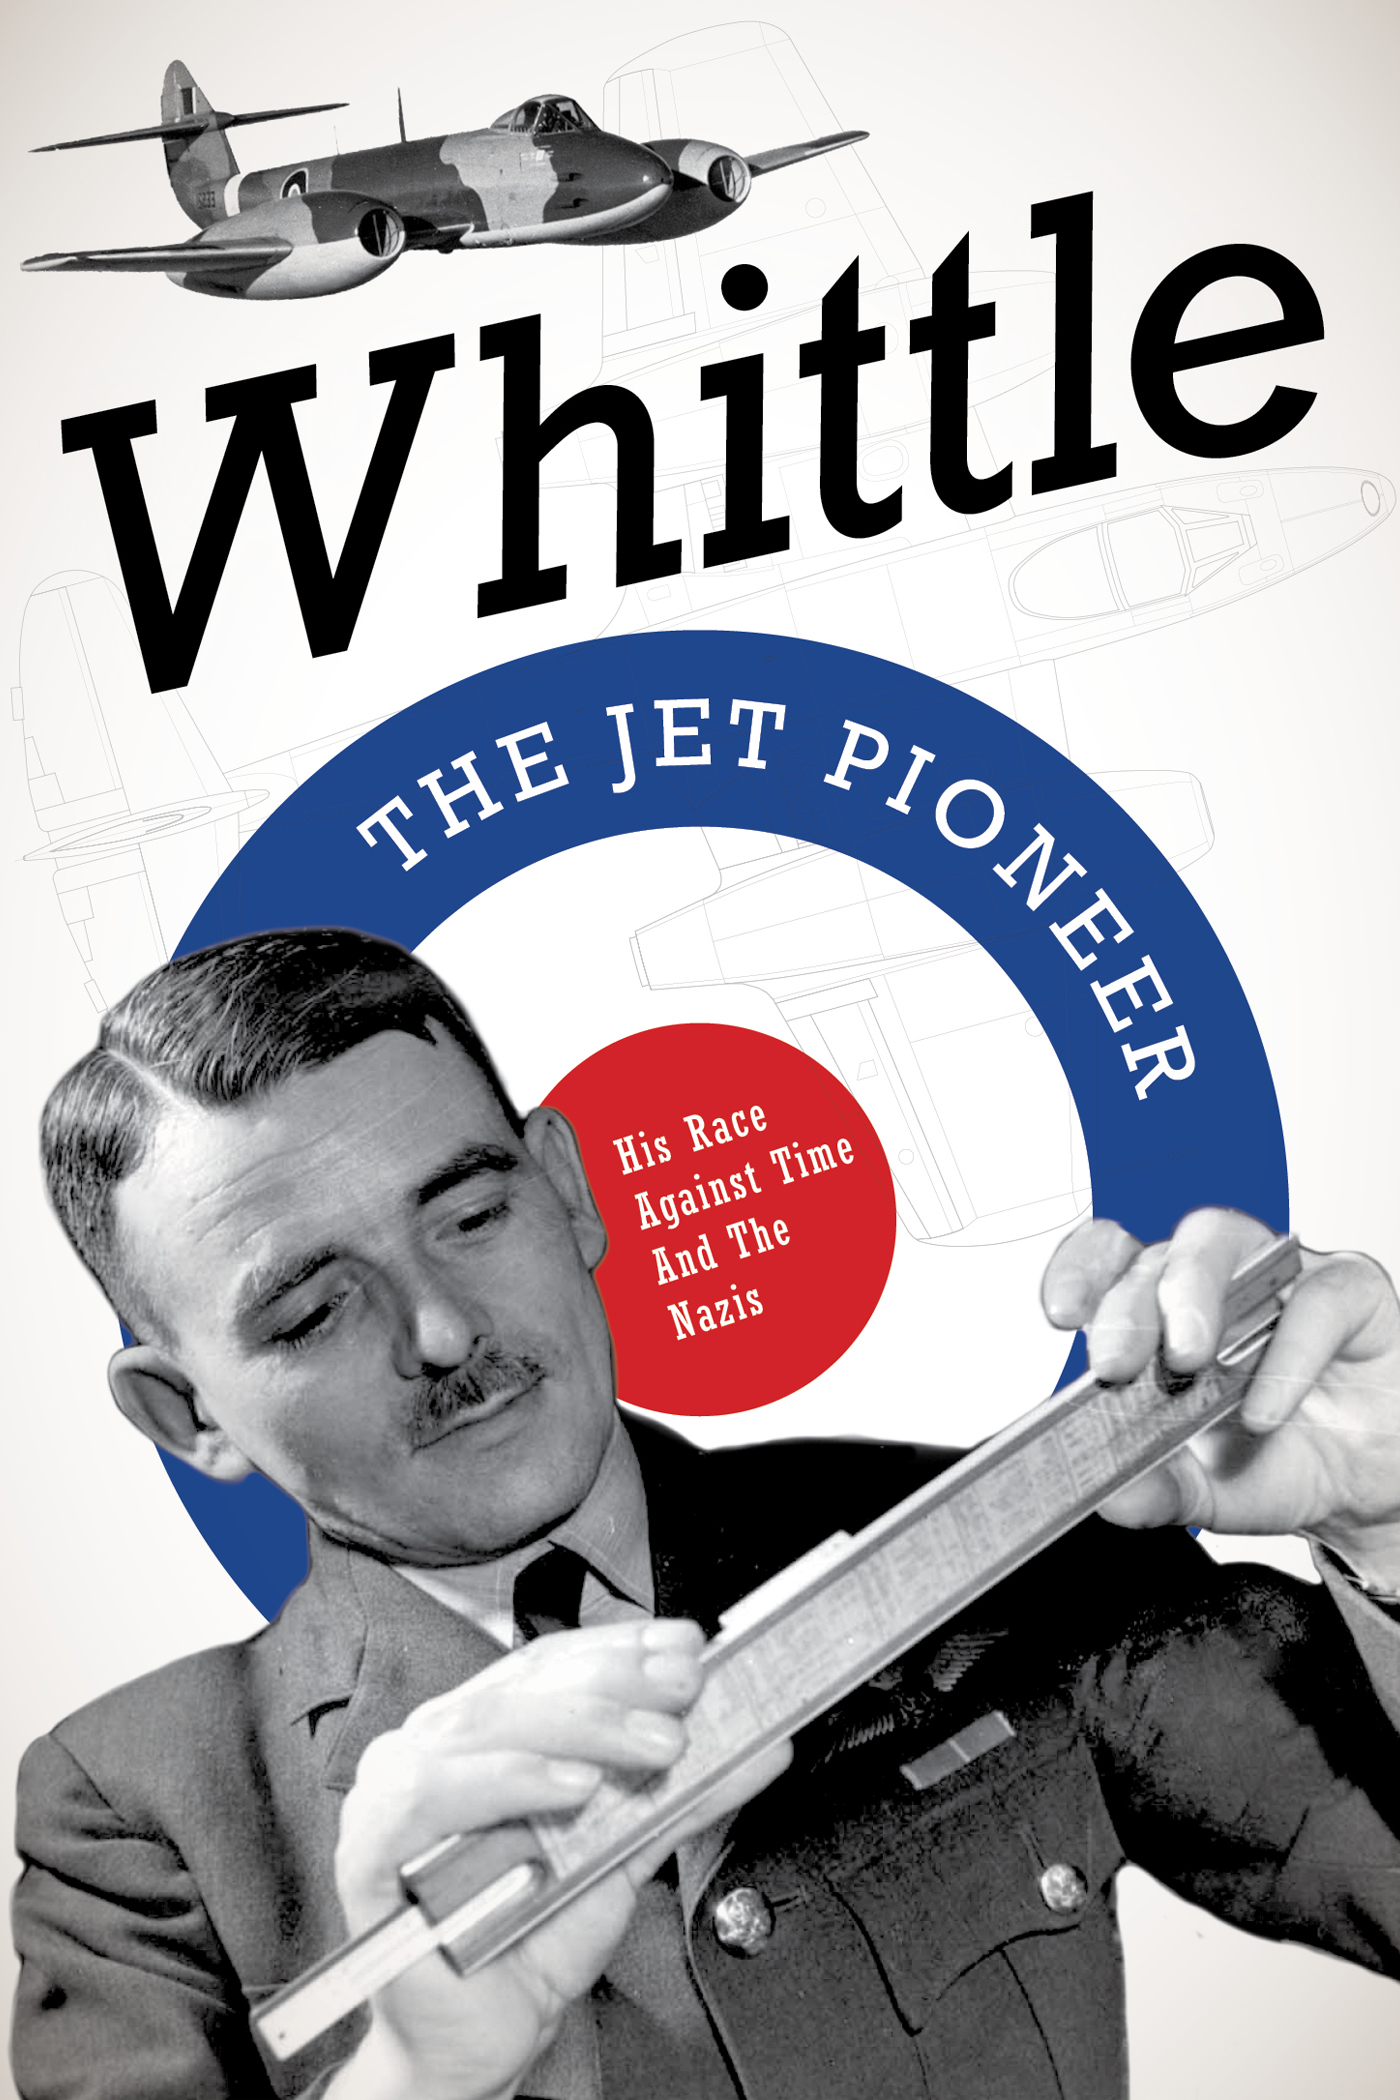 Whittle
THE JET PIONEER
His Race
Against Time
And The
Nazis